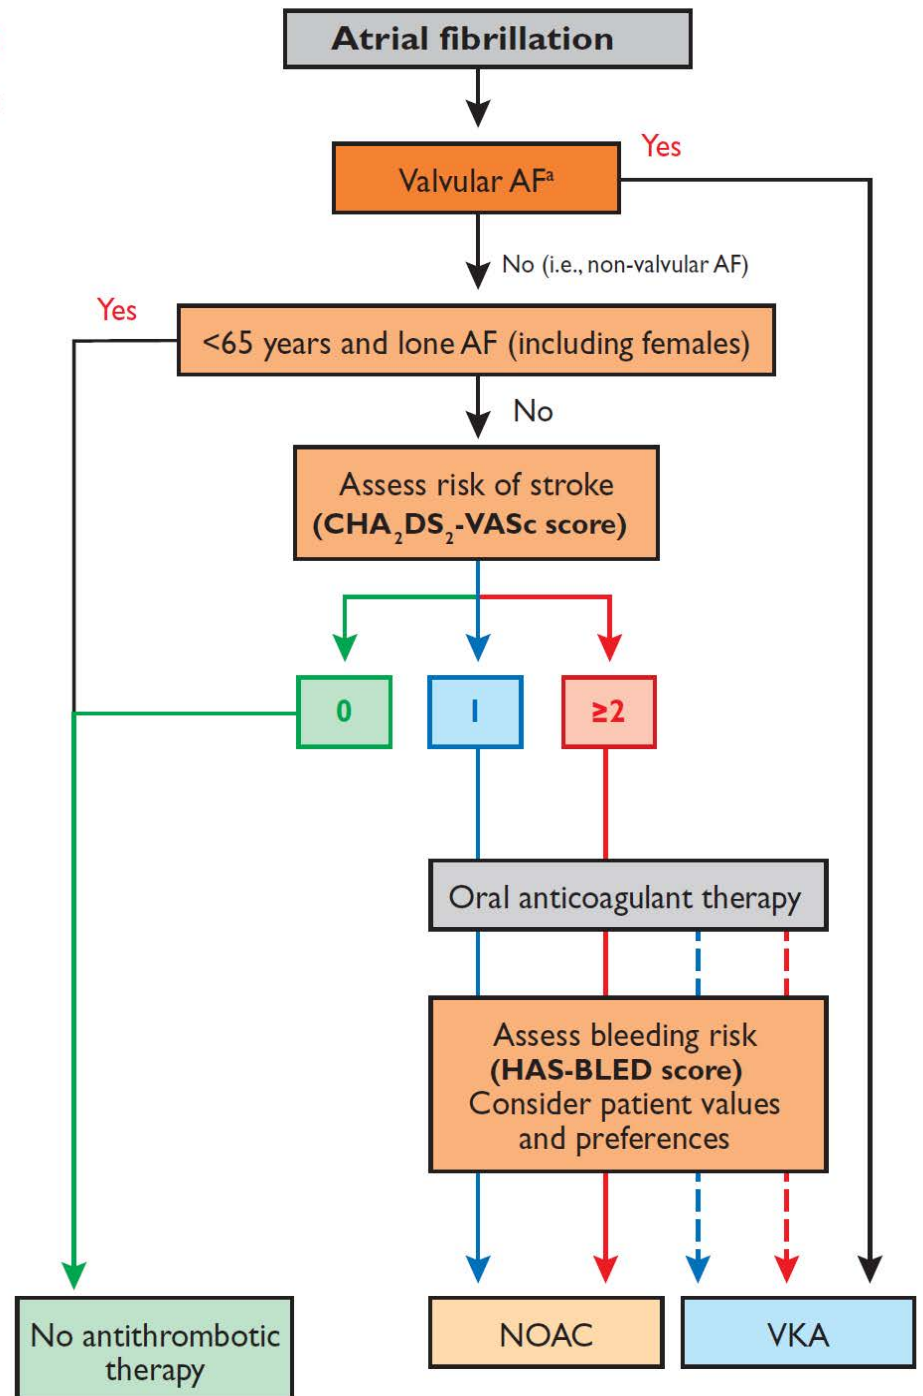 Atrial fibrillation
Yes
Valvular AFᵃ
No (i.e., non-valvular AF)
Yes
<65 years and lone AF (including females)
No
Assess risk of stroke
(CHA₂DS₂-VASc score)
0
1
≥2
Oral anticoagulant therapy
Assess bleeding risk
(HAS-BLED score)
Consider patient values
and preferences
No antithrombotic
therapy
NOAC
VKA